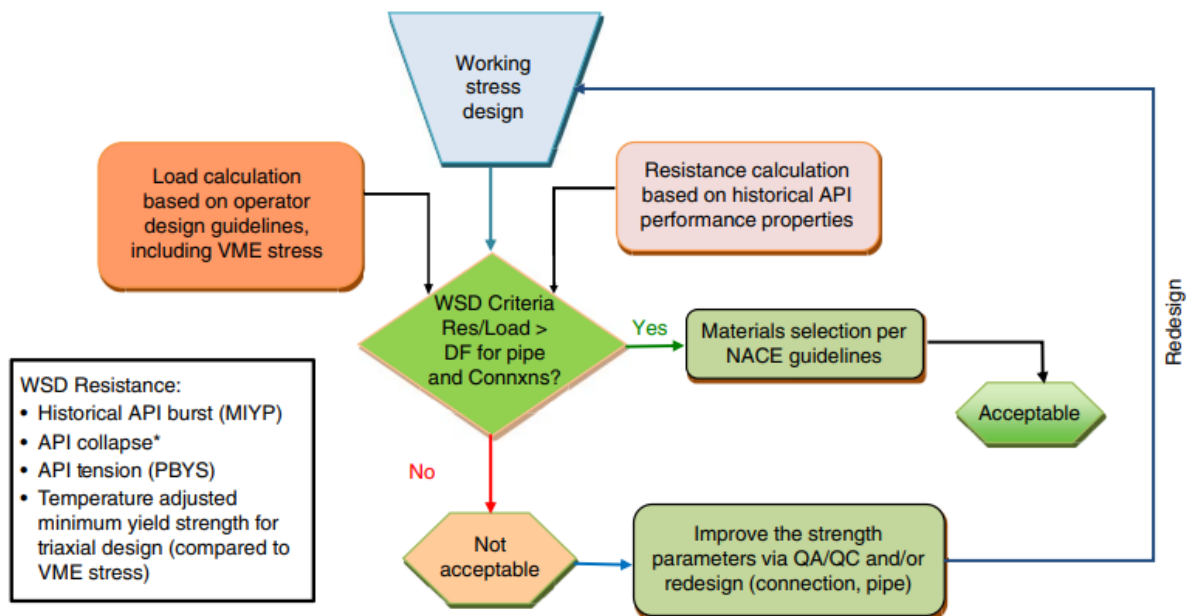 Working
stress
design
Load calculation
based on operator
design guidelines,
including VME stress
Resistance calculation
based on historical API
performance properties
WSD Criteria
Res/Load >
DF for pipe
and Connxns?
Yes
Materials selection per
NACE guidelines
Acceptable
Redesign
No
Not
acceptable
Improve the strength
parameters via QA/QC and/or
redesign (connection, pipe)
WSD Resistance:
• Historical API burst (MIYP)
• API collapse*
• API tension (PBYS)
• Temperature adjusted
minimum yield strength for
triaxial design (compared to
VME stress)